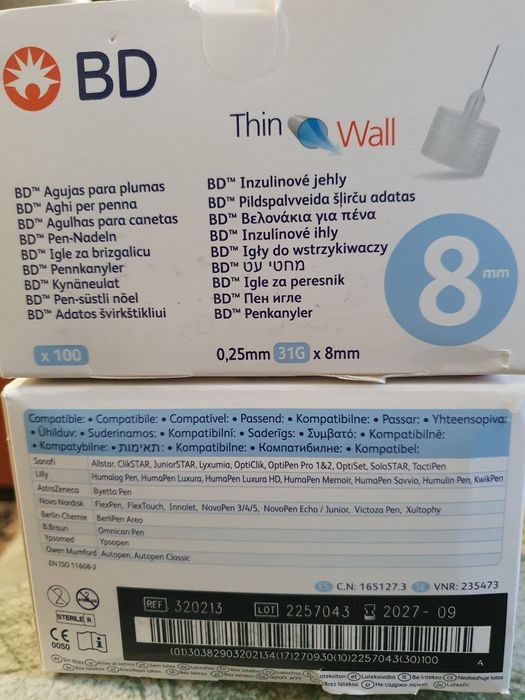 BD
Thin Wall
BD™ Agujas para plumas
BD™ Aghi per penna
BD™ Agulhas para canetas
BD™ Pen-Nadeln
BD™ Igle za brizgalicu
BD™ Pennkanyler
BD™ Kynäneulat
BD™ Pen-süstli nõel
BD™ Adatos švirkštikliui
BD™ Inzulinové jehly
BD™ Pildspalvveida šļirču adatas
BD™ Βελονάκια για πένα
BD™ Inzulínové ihly
BD™ Igły do wstrzykiwaczy
BD™ מחטי עט
BD™ Igle za peresnik
BD™ Пен игле
BD™ Penkanyler
8 mm
x 100
0,25mm 31G x 8mm
Compatible: • Compatibile: • Compatível: • Passend: • Kompatibilne: • Passar: • Yhteensopiva:
• Ühilduv: • Suderinamos: • Kompatibilní: • Saderīgs: • Συμβατό: • Kompatibilné:
• Kompatybilne: • תאימות: • Kompatibilne: • Компатибилне: • Kompatibel:
Sanofi Allstar, ClikSTAR, JuniorSTAR, Lyxumia, OptiClik, OptiPen Pro 1&2, OptiSet, SoloSTAR, TactiPen
Lilly Humalog Pen, HumaPen Luxura, HumaPen Luxura HD, HumaPen Memoir, HumaPen Savvio, Humulin Pen, KwikPen
AstraZeneca Byetta Pen
Novo Nordisk FlexPen, FlexTouch, Innolet, NovoPen 3/4/5, NovoPen Echo / Junior, Victoza Pen, Xultophy
Berlin-Chemie BerliPen Areo
B.Braun Omnican Pen
Ypsomed Ypsopen
Owen Mumford Autopen, Autopen Classic
EN ISO 11608-2
ES C.N: 165127.3 SE VNR: 235473
REF 320213 LOT 2257043 2027-09
STERILE R
CE 0050
(01)30382903202134(17)270930(10)2257043(30)100
A